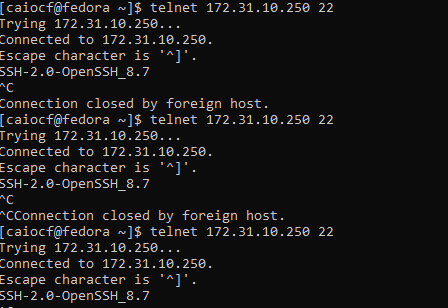 [caiocf@fedora ~]$ telnet 172.31.10.250 22
Trying 172.31.10.250...
Connected to 172.31.10.250.
Escape character is '^]'.
SSH-2.0-OpenSSH_8.7
^C
Connection closed by foreign host.
[caiocf@fedora ~]$ telnet 172.31.10.250 22
Trying 172.31.10.250...
Connected to 172.31.10.250.
Escape character is '^]'.
SSH-2.0-OpenSSH_8.7
^C
^CConnection closed by foreign host.
[caiocf@fedora ~]$ telnet 172.31.10.250 22
Trying 172.31.10.250...
Connected to 172.31.10.250.
Escape character is '^]'.
SSH-2.0-OpenSSH_8.7